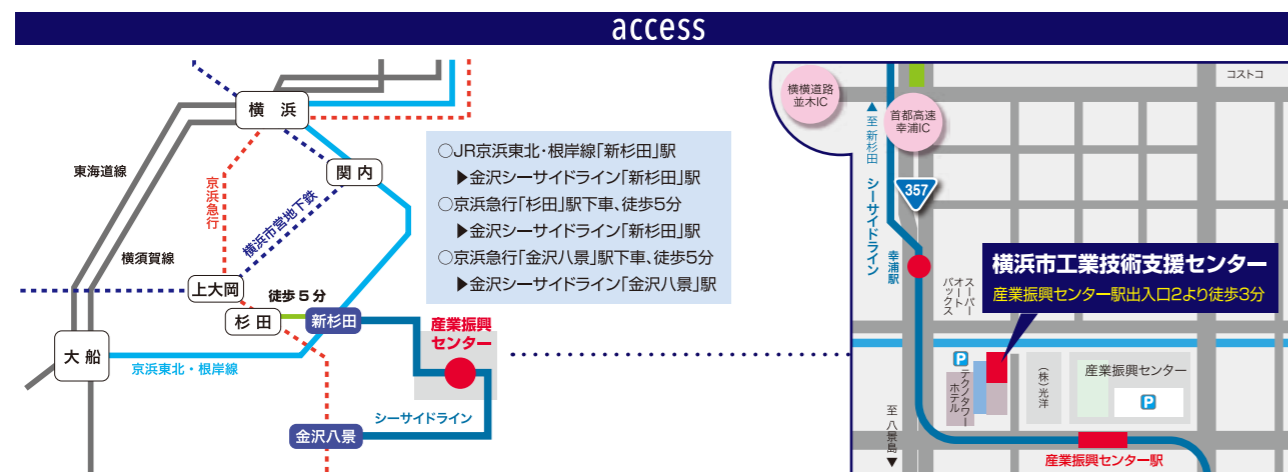 access
横浜
関内
東海道線
京浜急行
横浜市営地下鉄
横須賀線
上大岡
徒歩5分
杉田
新杉田
産業振興
センター
大船
京浜東北・根岸線
シーサイドライン
金沢八景
○JR京浜東北・根岸線「新杉田」駅
▶金沢シーサイドライン「新杉田」駅
○京浜急行「杉田」駅下車、徒歩5分
▶金沢シーサイドライン「新杉田」駅
○京浜急行「金沢八景」駅下車、徒歩5分
▶金沢シーサイドライン「金沢八景」駅
横横道路
並木IC
▲至新杉田
首都高速
幸浦IC
コストコ
シーサイドライン
357
幸浦駅
横浜市工業技術支援センター
産業振興センター駅出入口2より徒歩3分
スーパー
オート
バックス
P
テクノタワー
ホテル
(株)光洋
産業振興センター
P
至八景島▼
産業振興センター駅